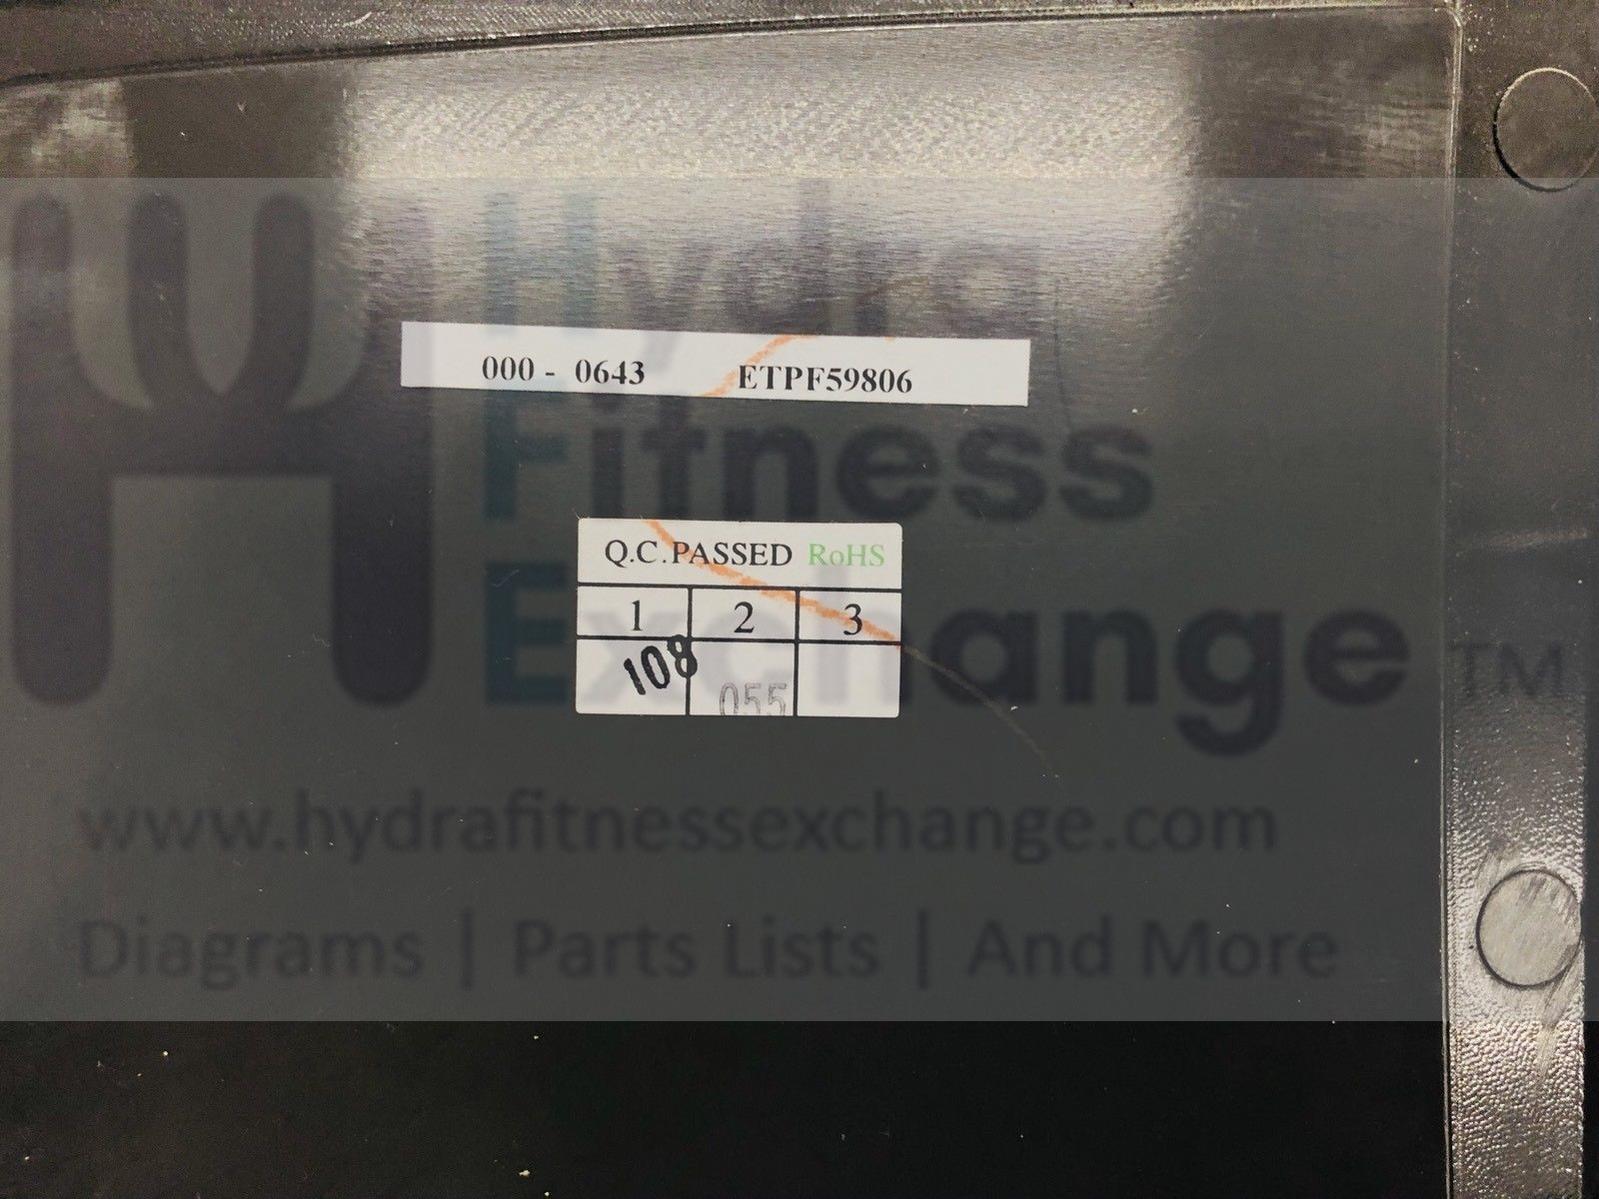 Hydra
000 - 0643 ETPF59806
Fitness
Q.C.PASSED RoHS
1 2 3
108
055
Exchange TM
www.hydrafitnessexchange.com
Diagrams | Parts Lists | And More